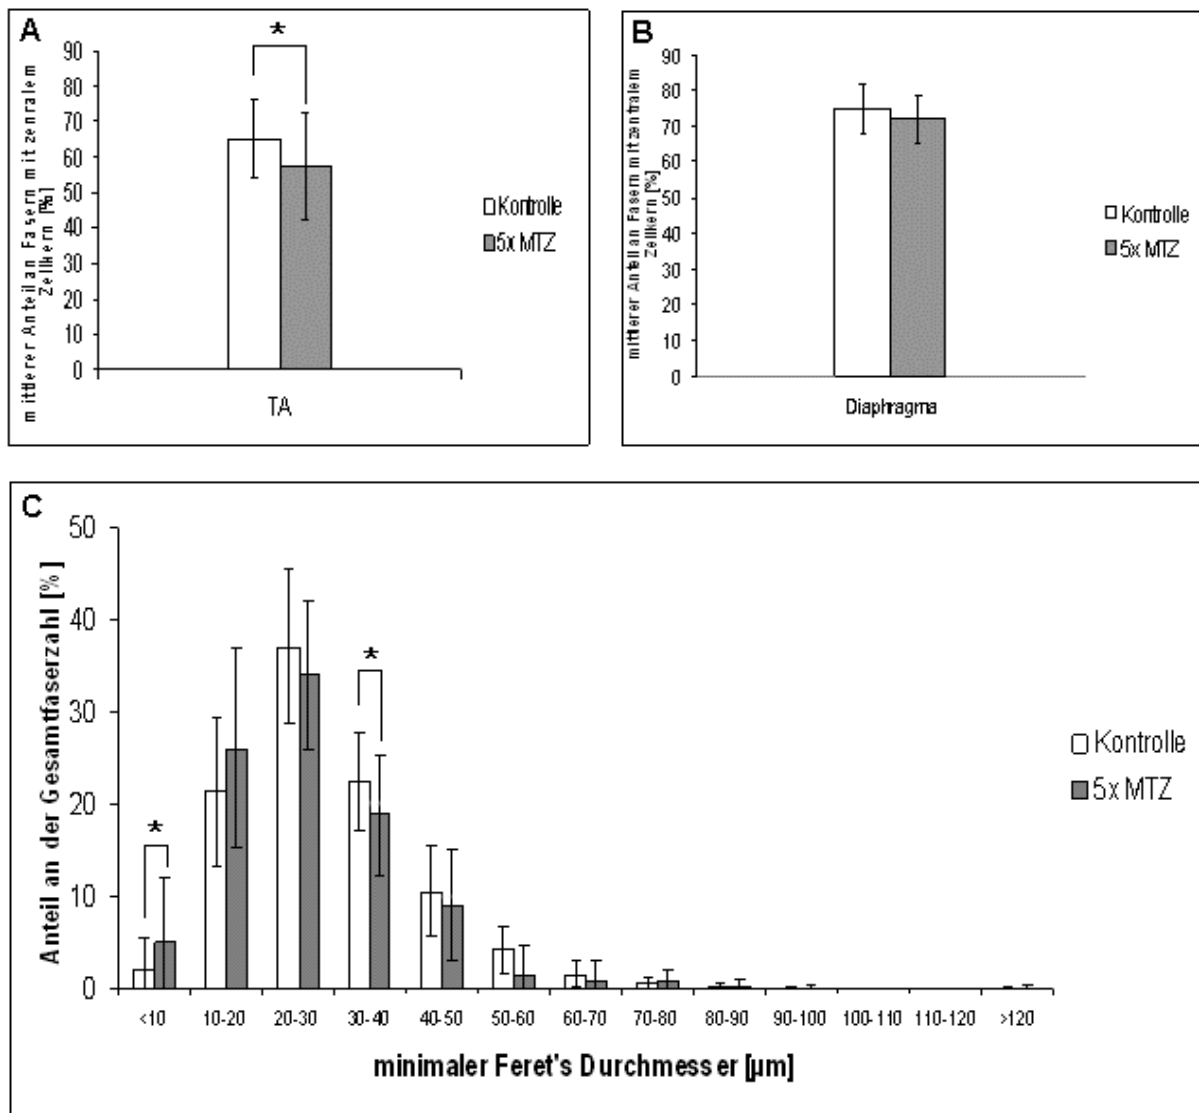 A
*
mittlerer Anteil an Fasern mit zenralem
Zellkern [%]
90
80
70
60
50
40
30
20
10
0
TA
Kontrolle
5x MTZ
B
mittlerer Anteil an Fasern mit zentralem
Zellkern [%]
90
80
70
60
50
40
30
20
10
0
Diaphragma
Kontrolle
5x MTZ
C
Anteil an der Gesamtfaserzahl [%]
50
40
30
20
10
0
*
*
<10 10-20 20-30 30-40 40-50 50-60 60-70 70-80 80-90 90-100 100-110 110-120 >120
minimaler Feret's Durchmesser [µm]
Kontrolle
5x MTZ